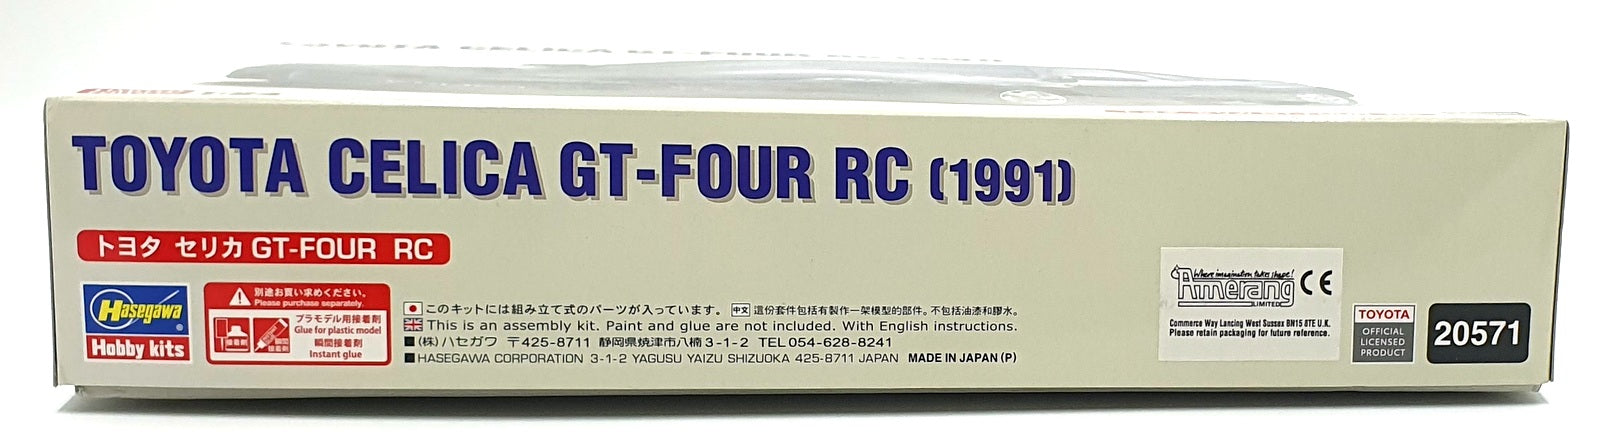 TOYOTA CELICA GT-FOUR RC (1991)
トヨタ セリカ GT-FOUR RC
Hasegawa
Hobby kits
別途お買い求めください。
Please purchase separately.
プラモデル用接着剤
Glue for plastic model
瞬間接着剤
Instant glue
このキットには組み立て式のパーツが入っています。 中文 這份套件包括有製作一架模型的部件。不包括油漆和膠水。
This is an assembly kit. Paint and glue are not included. With English instructions.
■(株)ハセガワ 〒425-8711 静岡県焼津市八楠3-1-2 TEL 054-628-8241
■HASEGAWA CORPORATION 3-1-2 YAGUSU YAIZU SHIZUOKA 425-8711 JAPAN MADE IN JAPAN (P)
Where imagination takes shape!
Amerang
LIMITED
CE
Commerce Way Lancing West Sussex BN15 8TE U.K.
Please retain packaging for future reference.
TOYOTA
OFFICIAL
LICENSED
PRODUCT
20571